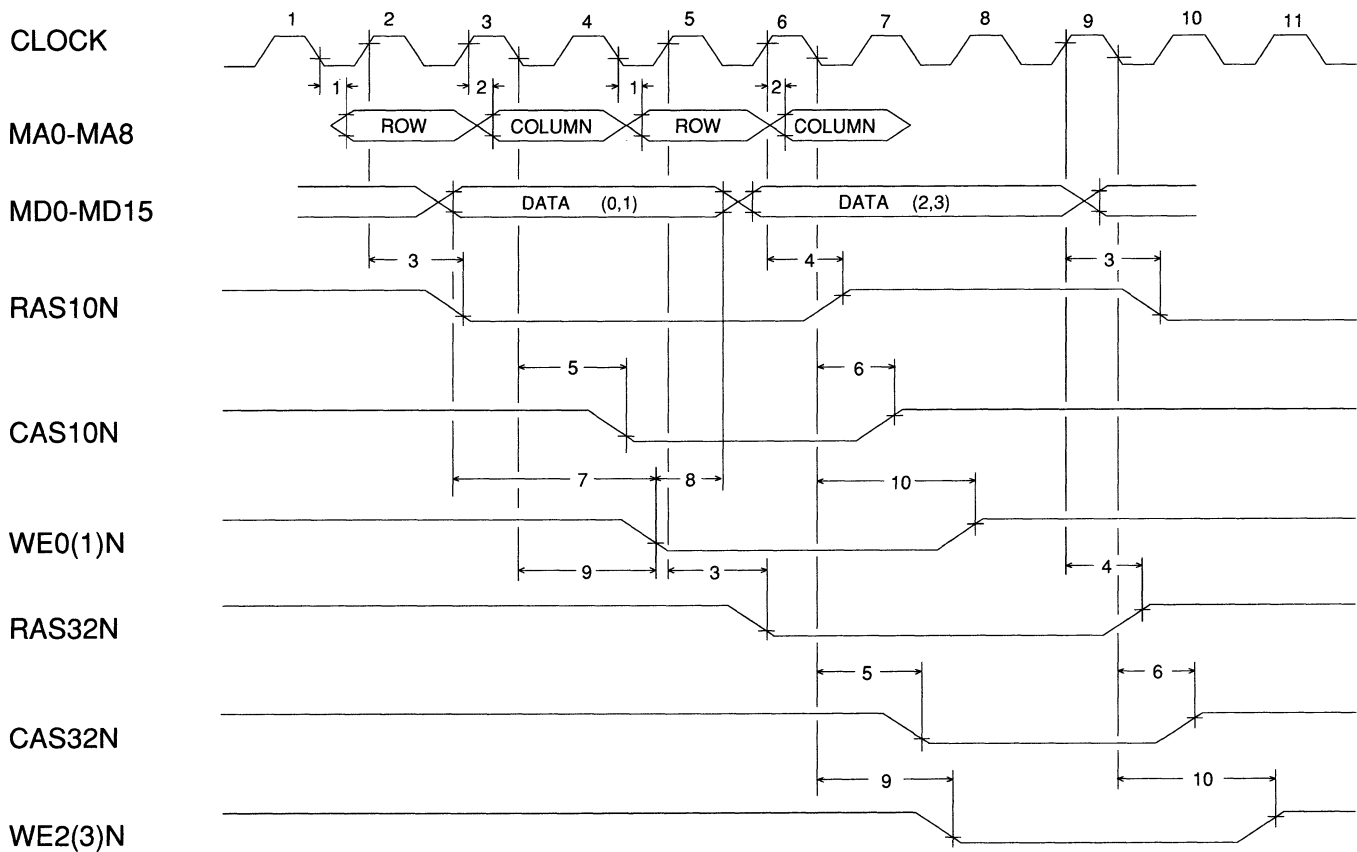 1 2 3 4 5 6 7 8 9 10 11
CLOCK
1 2 1 2
MA0-MA8 ROW COLUMN ROW COLUMN
MD0-MD15 DATA (0,1) DATA (2,3)
3 4 3
RAS10N
5 6
CAS10N
7 8 10
WE0(1)N
9 3 4
RAS32N
5 6
CAS32N
9 10
WE2(3)N